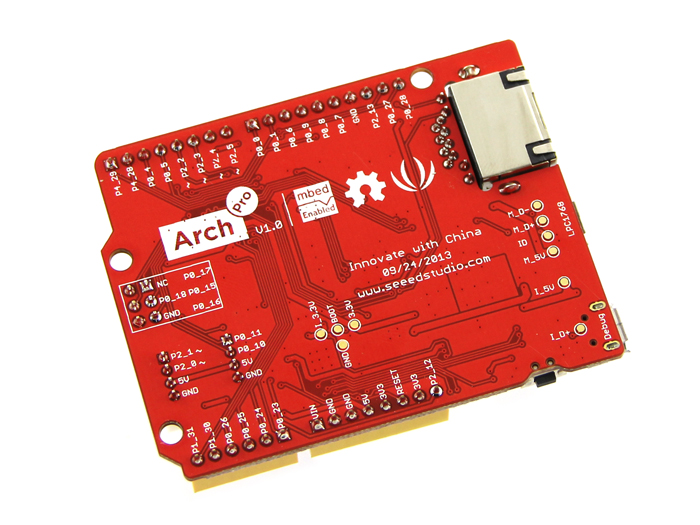 P4_29
P4_28
P0_4
P0_5
P2_2
~
P2_3
~
P2_4
~
P2_5
~
P0_0
P0_1
P0_6
P0_9
P0_8
P0_7
GND
P2_13
P0_27
P0_28
Arch
pro
V1.0
mbed
Enabled
Innovate with China
09/24/2013
www.seeedstudio.com
M_D-
M_D+
ID
M_5V
LPC1768
I_5V
I_D+
Debug
NC P0_17
P0_18 P0_15
GND P0_16
I_3.3V
BOOT
3.3V
GND
P2_1 ~
P2_0 ~
5V
GND
P0_11
P0_10
5V
GND
P1_31
P1_30
P0_26
P0_25
P0_24
P0_23
VIN
GND
GND
5V
3V3
RESET
3V3
P2_12